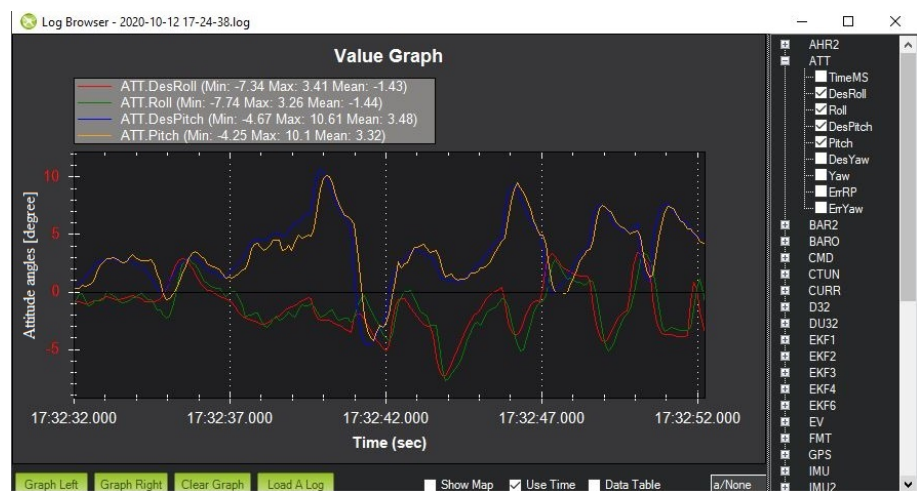 Log Browser - 2020-10-12 17-24-38.log
Value Graph
ATT.DesRoll (Min: -7.34 Max: 3.41 Mean: -1.43)
ATT.Roll (Min: -7.74 Max: 3.26 Mean: -1.44)
ATT.DesPitch (Min: -4.67 Max: 10.61 Mean: 3.48)
ATT.Pitch (Min: -4.25 Max: 10.1 Mean: 3.32)
Attitude angles [degree]
10
5
0
-5
17:32:32.000 17:32:37.000 17:32:42.000 17:32:47.000 17:32:52.000
Time (sec)
Graph Left Graph Right Clear Graph Load A Log Show Map Use Time Data Table a/None
AHR2
ATT
TimeMS
DesRoll
Roll
DesPitch
Pitch
DesYaw
Yaw
ErrRP
ErrYaw
BAR2
BARO
CMD
CTUN
CURR
D32
DU32
EKF1
EKF2
EKF3
EKF4
EKF6
EV
FMT
GPS
IMU
IMU2